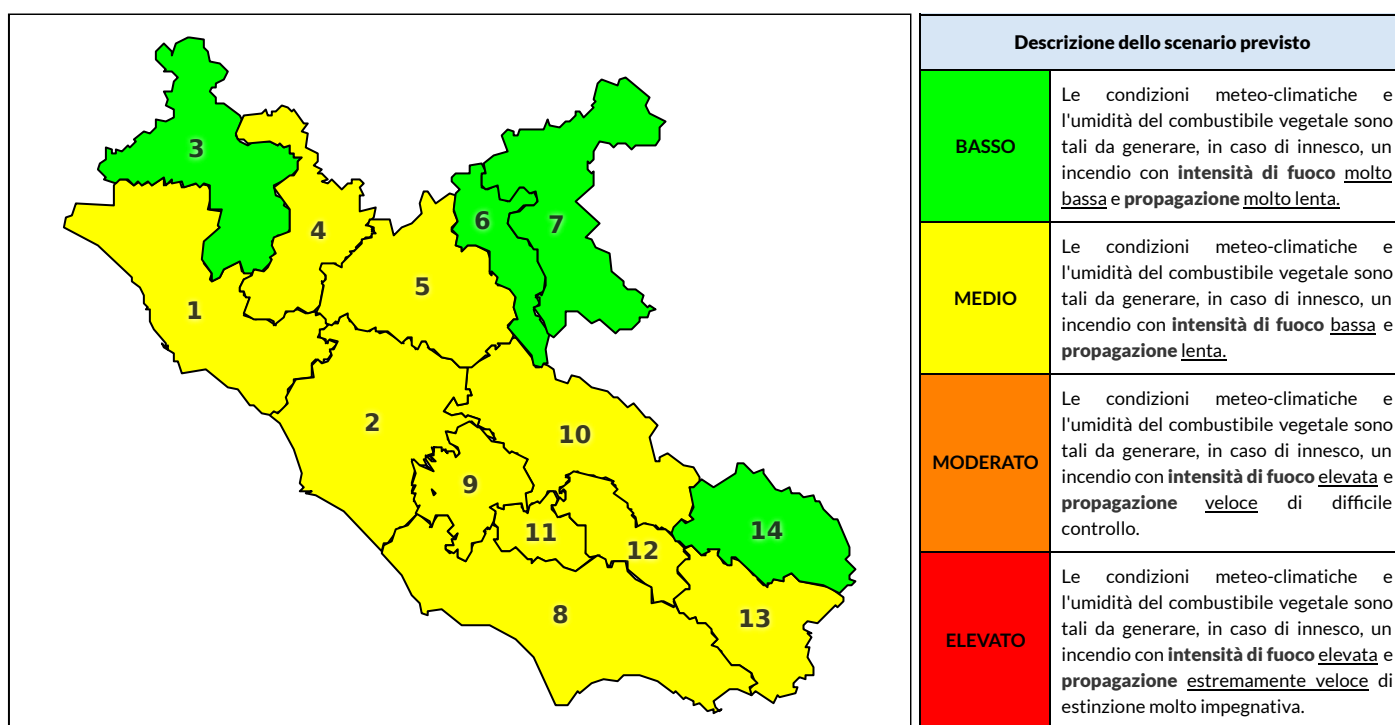 3
4
6
7
5
1
2
10
9
11
12
14
8
13
Descrizione dello scenario previsto
BASSO
Le condizioni meteo-climatiche e
l'umidità del combustibile vegetale sono
tali da generare, in caso di innesco, un
incendio con intensità di fuoco molto
bassa e propagazione molto lenta.
MEDIO
Le condizioni meteo-climatiche e
l'umidità del combustibile vegetale sono
tali da generare, in caso di innesco, un
incendio con intensità di fuoco bassa e
propagazione lenta.
MODERATO
Le condizioni meteo-climatiche e
l'umidità del combustibile vegetale sono
tali da generare, in caso di innesco, un
incendio con intensità di fuoco elevata e
propagazione veloce di difficile
controllo.
ELEVATO
Le condizioni meteo-climatiche e
l'umidità del combustibile vegetale sono
tali da generare, in caso di innesco, un
incendio con intensità di fuoco elevata e
propagazione estremamente veloce di
estinzione molto impegnativa.